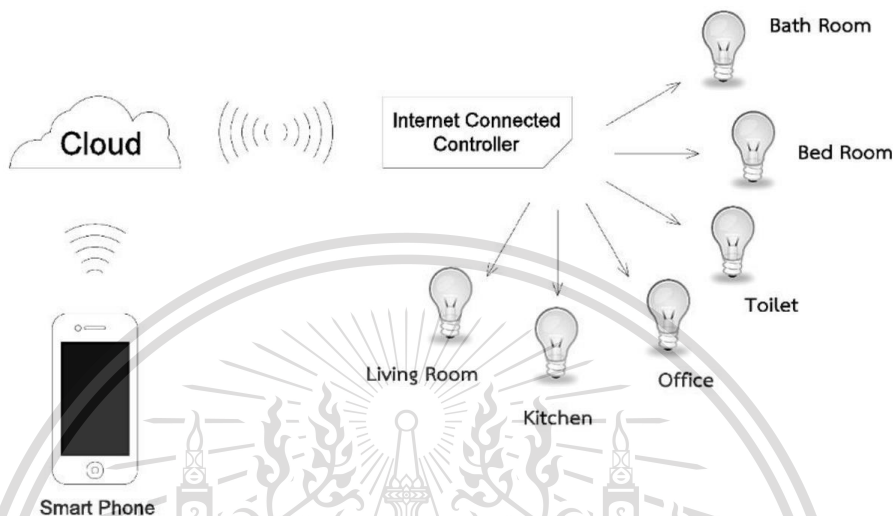 Bath Room
Cloud
Internet Connected
Controller
Bed Room
Toilet
Living Room
Office
Kitchen
Smart Phone